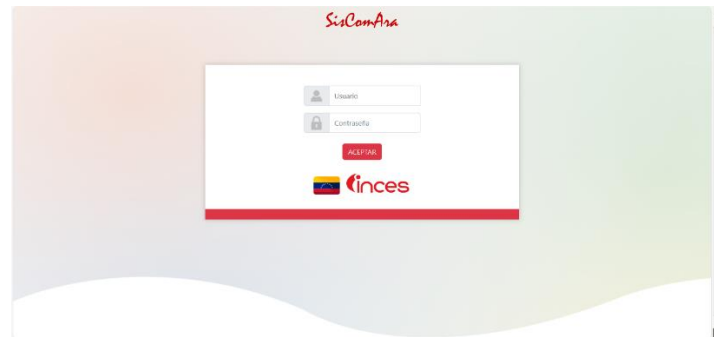 SisComAra
Usuario
Contraseña
ACEPTAR
inces